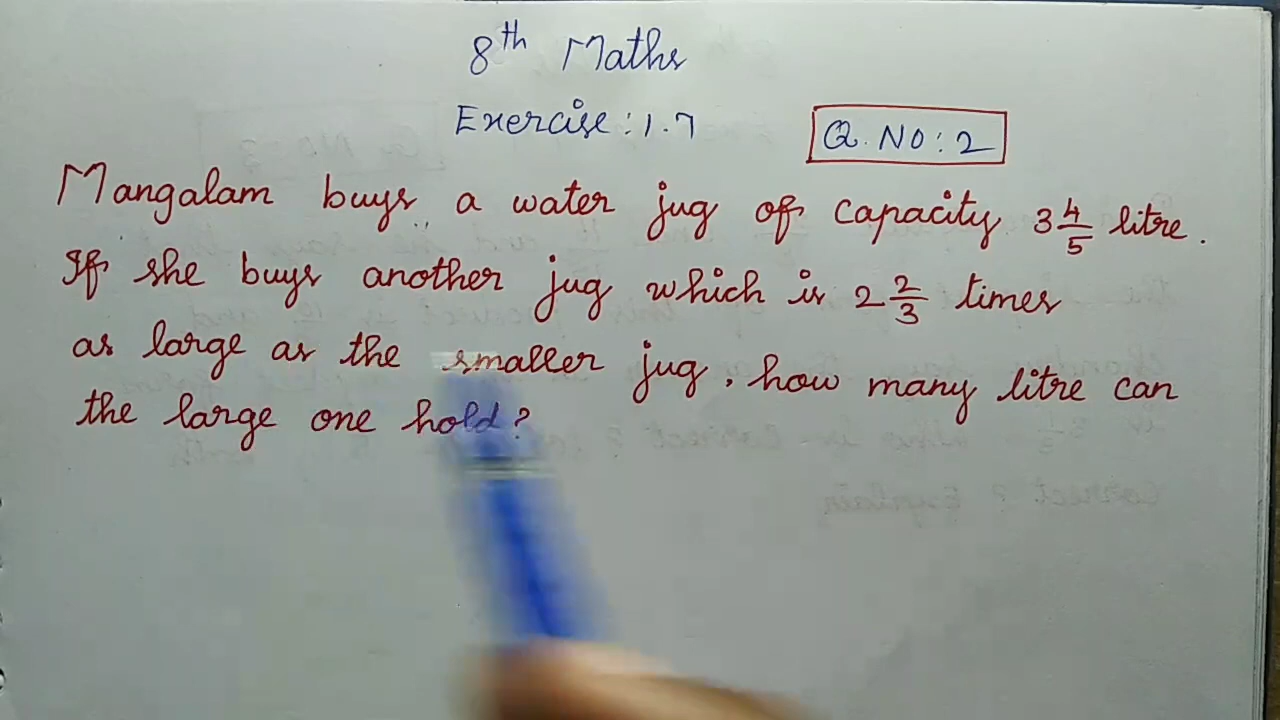 8th Maths
Exercise: 1.7
Q. NO: 2
Mangalam buys a water jug of capacity 3 4/5 litre.
If she buys another jug which is 2 2/3 times
as large as the smaller jug, how many litre can
the large one hold?